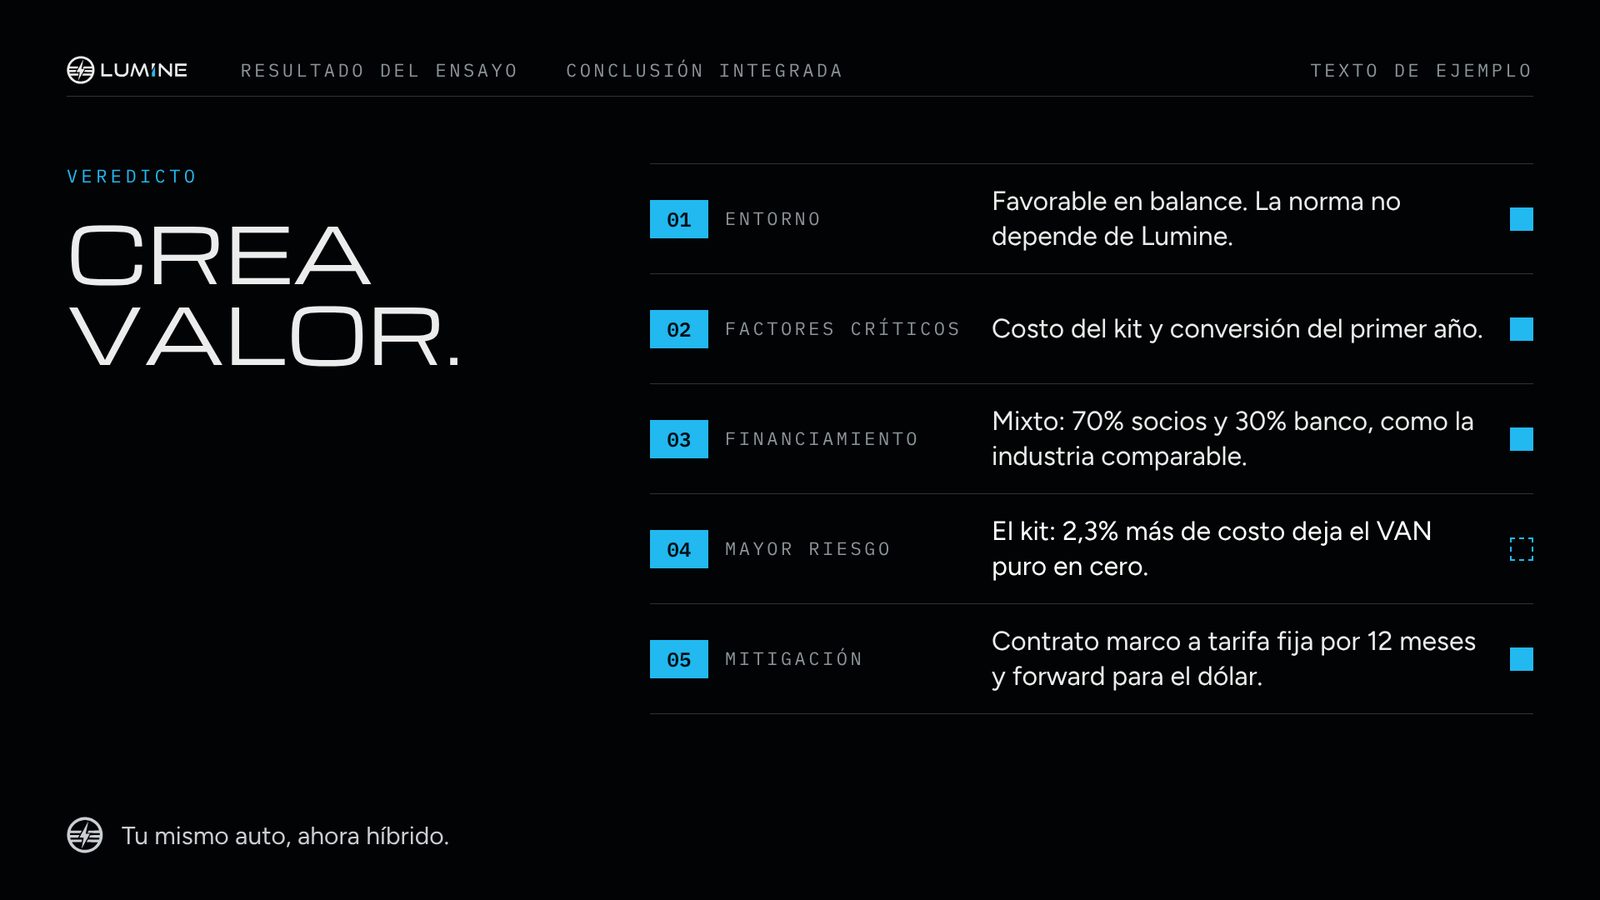 LUMINE RESULTADO DEL ENSAYO CONCLUSIÓN INTEGRADA TEXTO DE EJEMPLO
VEREDICTO
CREA
VALOR.
01 ENTORNO
Favorable en balance. La norma no
depende de Lumine.
02 FACTORES CRÍTICOS
Costo del kit y conversión del primer año.
03 FINANCIAMIENTO
Mixto: 70% socios y 30% banco, como la
industria comparable.
04 MAYOR RIESGO
El kit: 2,3% más de costo deja el VAN
puro en cero.
05 MITIGACIÓN
Contrato marco a tarifa fija por 12 meses
y forward para el dólar.
Tu mismo auto, ahora híbrido.